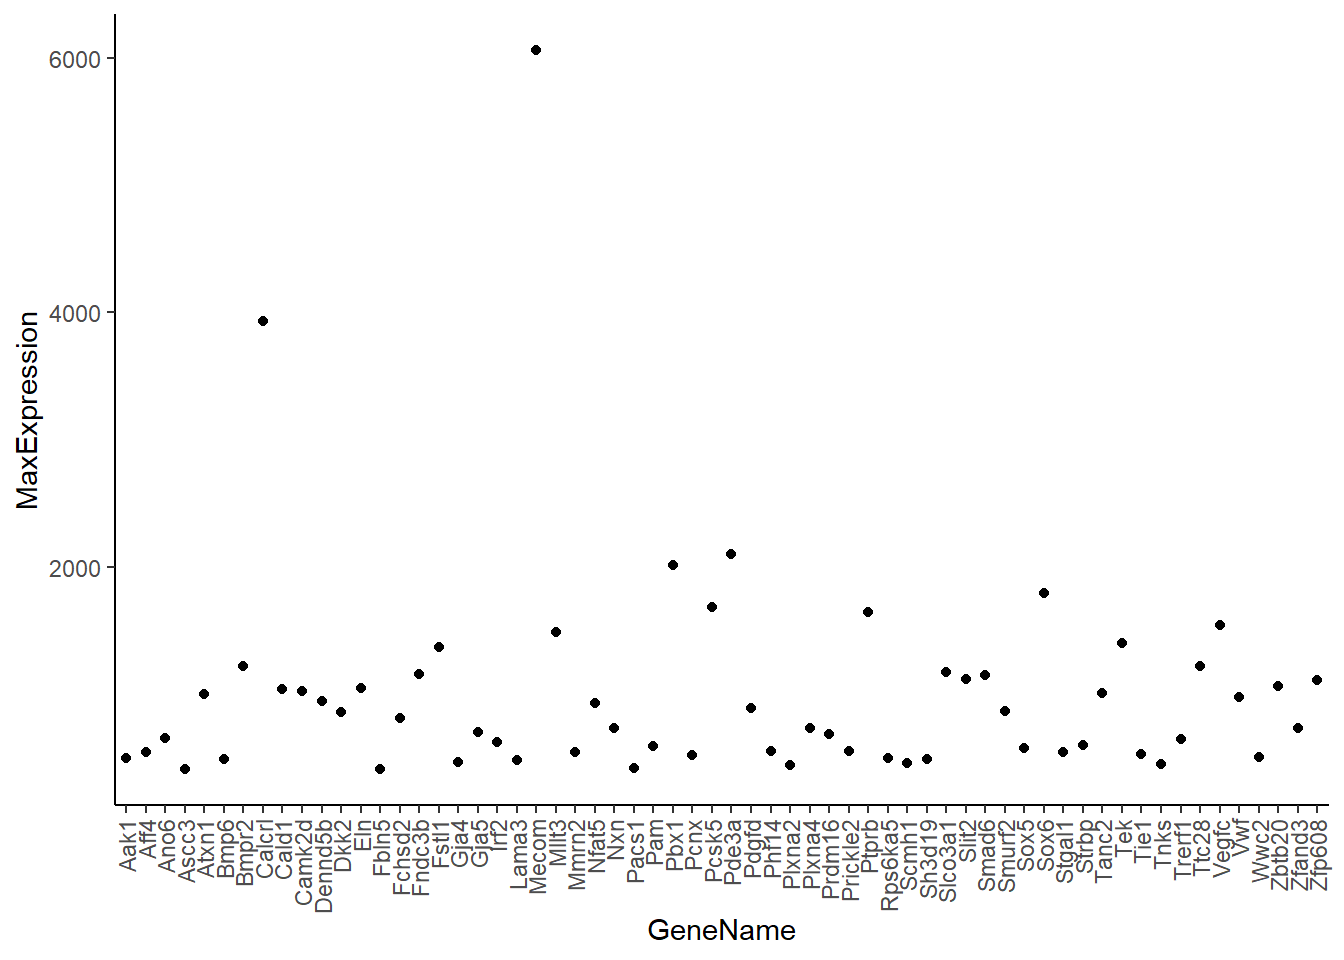 6000
4000
2000
MaxExpression
Aak1
Aff4
Ano6
Ascc3
Atxn1
Bmp6
Bmpr2
Calcrl
Cald1
Camk2d
Dennd5b
Dkk2
Eln
Fbln5
Fchsd2
Fndc3b
Fstl1
Gja4
Gja5
Irf2
Lama3
Mecom
Mllt3
Mmrn2
Nfat5
Nxn
Pacs1
Pam
Pbx1
Pcnx
Pcsk5
Pde3a
Pdgfd
Phf14
Plxna2
Plxna4
Prdm16
Prickle2
Ptprb
Rps6ka5
Scmh1
Sh3d19
Slco3a1
Slit2
Smad6
Smurf2
Sox5
Sox6
Stgal1
Strbp
Tanc2
Tek
Tie1
Tnks
Trerf1
Ttc28
Vegfc
Vwf
Wwc2
Zbtb20
Zfand3
Zfp608
GeneName